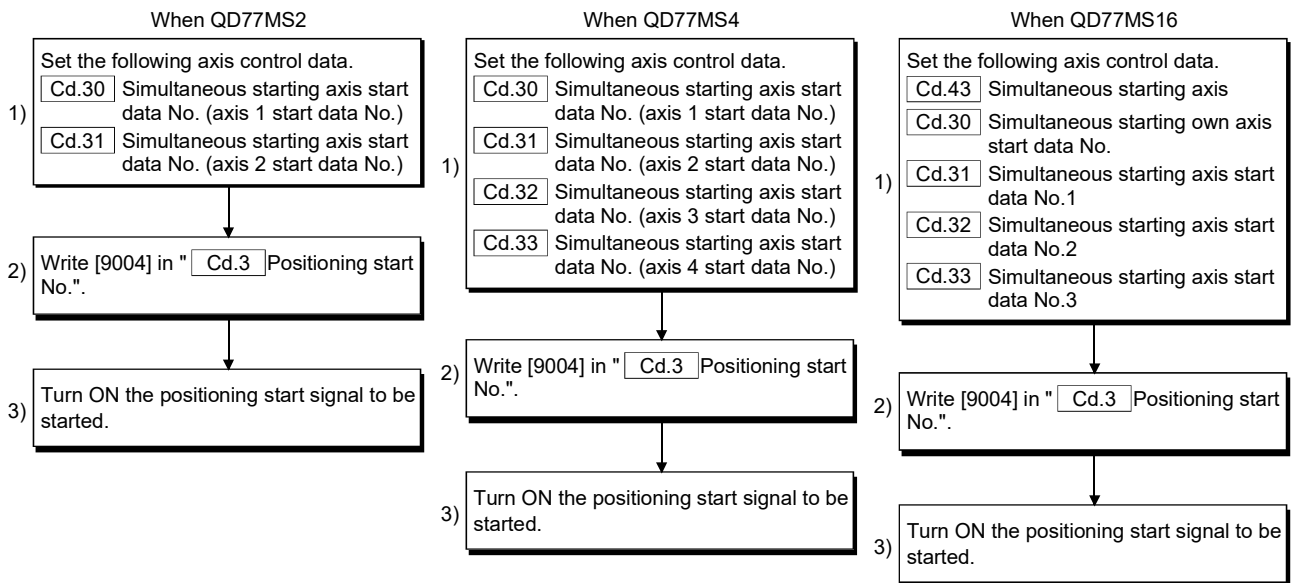 When QD77MS2
Set the following axis control data.
Cd.30 Simultaneous starting axis start
data No. (axis 1 start data No.)
1)
Cd.31 Simultaneous starting axis start
data No. (axis 2 start data No.)
2)
Write [9004] in " Cd.3 Positioning start
No.".
3)
Turn ON the positioning start signal to be
started.
When QD77MS4
Set the following axis control data.
Cd.30 Simultaneous starting axis start
data No. (axis 1 start data No.)
Cd.31 Simultaneous starting axis start
data No. (axis 2 start data No.)
1)
Cd.32 Simultaneous starting axis start
data No. (axis 3 start data No.)
Cd.33 Simultaneous starting axis start
data No. (axis 4 start data No.)
2)
Write [9004] in " Cd.3 Positioning start
No.".
3)
Turn ON the positioning start signal to be
started.
When QD77MS16
Set the following axis control data.
Cd.43 Simultaneous starting axis
Cd.30 Simultaneous starting own axis
start data No.
1)
Cd.31 Simultaneous starting axis start
data No.1
Cd.32 Simultaneous starting axis start
data No.2
Cd.33 Simultaneous starting axis start
data No.3
2)
Write [9004] in " Cd.3 Positioning start
No.".
3)
Turn ON the positioning start signal to be
started.